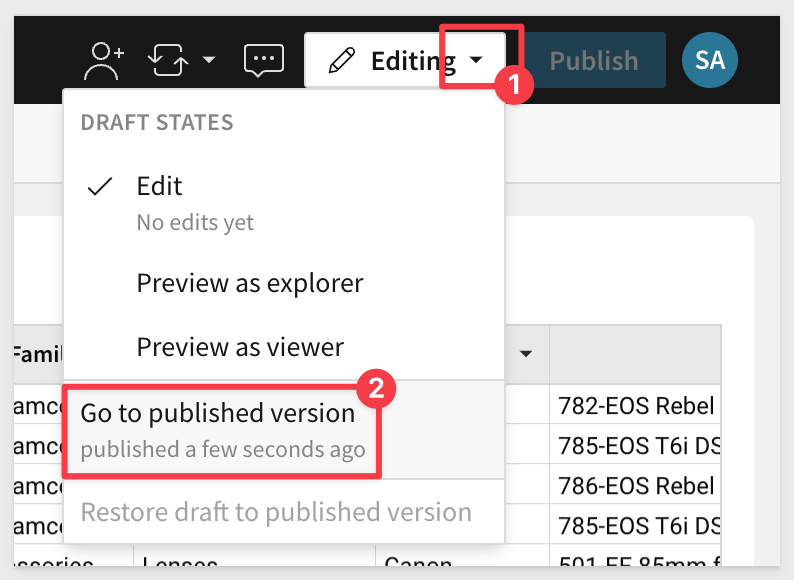 Editing
Publish
SA
1
DRAFT STATES
Edit
No edits yet
Preview as explorer
Preview as viewer
2
Go to published version
published a few seconds ago
Restore draft to published version
Famil
amc
782-EOS Rebel
amc
785-EOS T6i DS
amc
786-EOS Rebel
amc
785-EOS T6i DS
ssories Lenses Canon 501-EF 85mm f